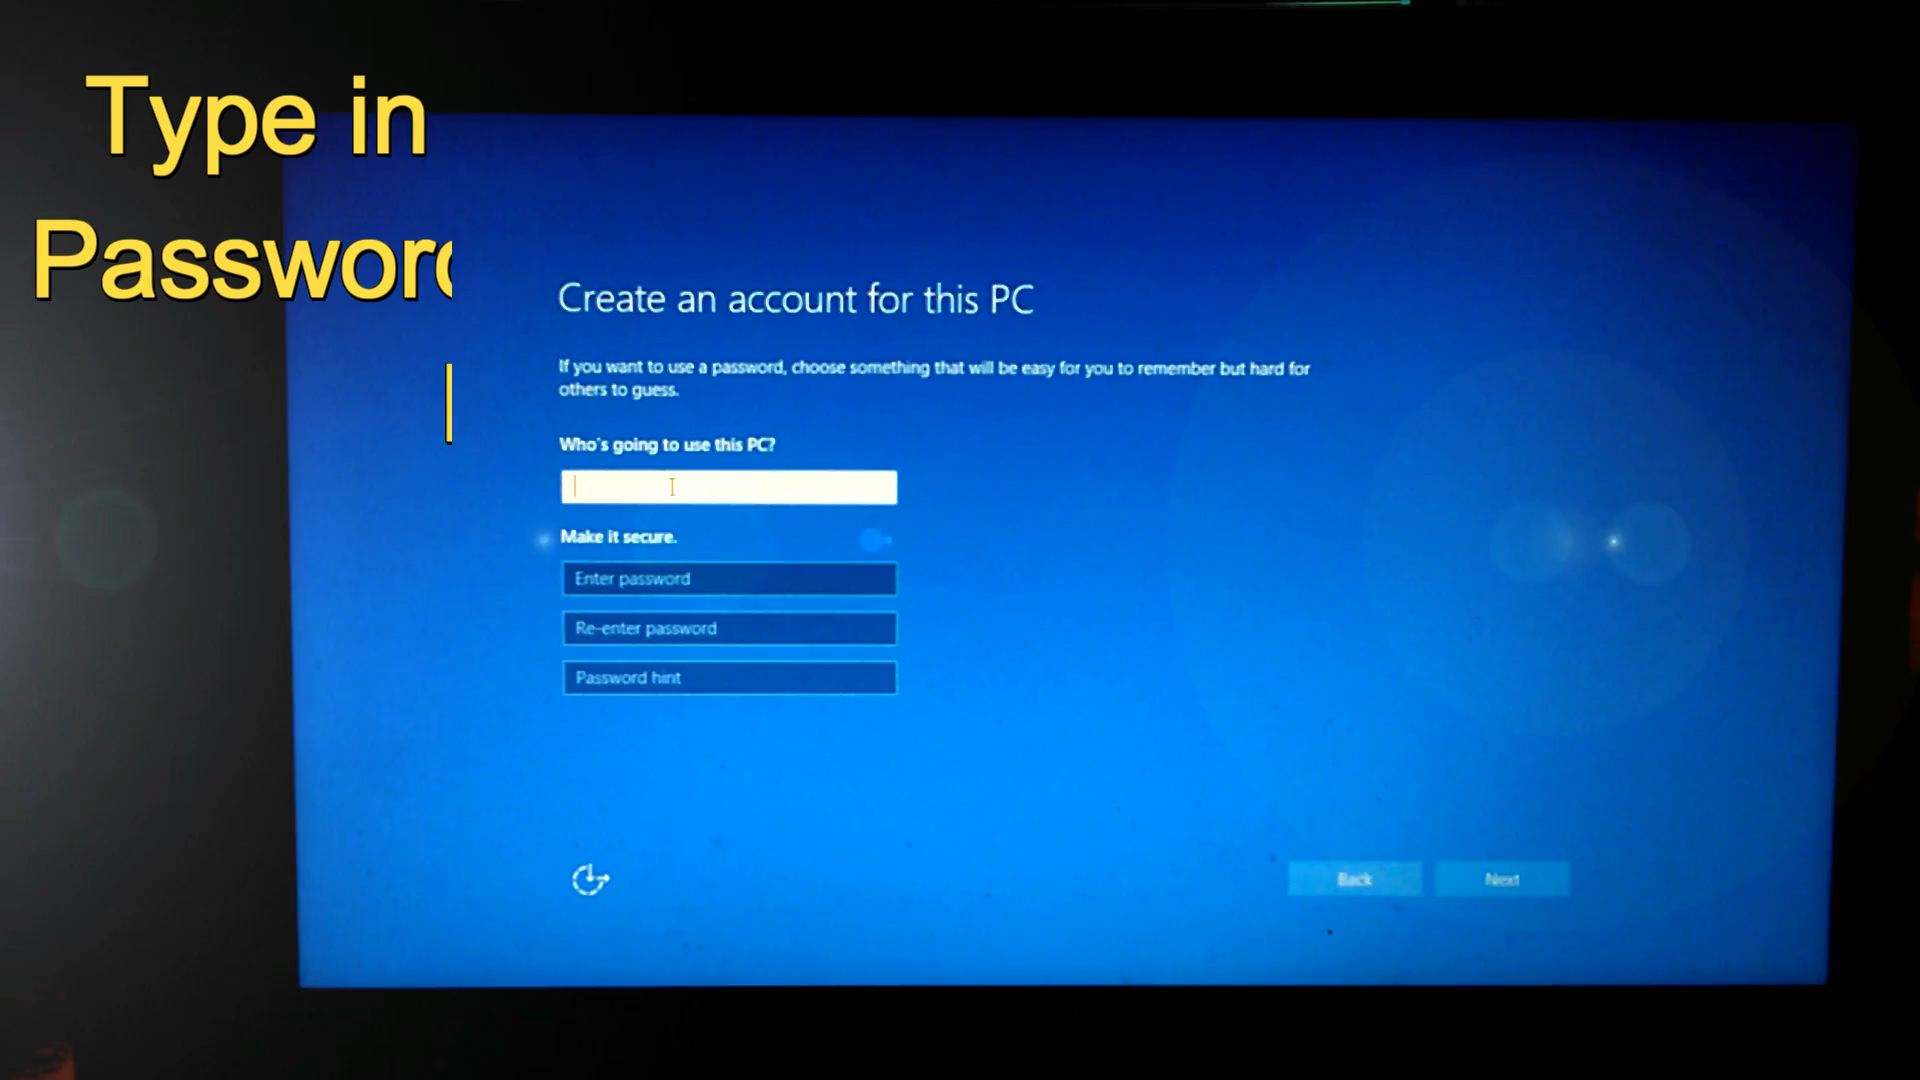 Type in
Passwor
Create an account for this PC
If you want to use a password, choose something that will be easy for you to remember but hard for
others to guess.
Who's going to use this PC?
Make it secure.
Enter password
Re-enter password
Password hint
Back
Next